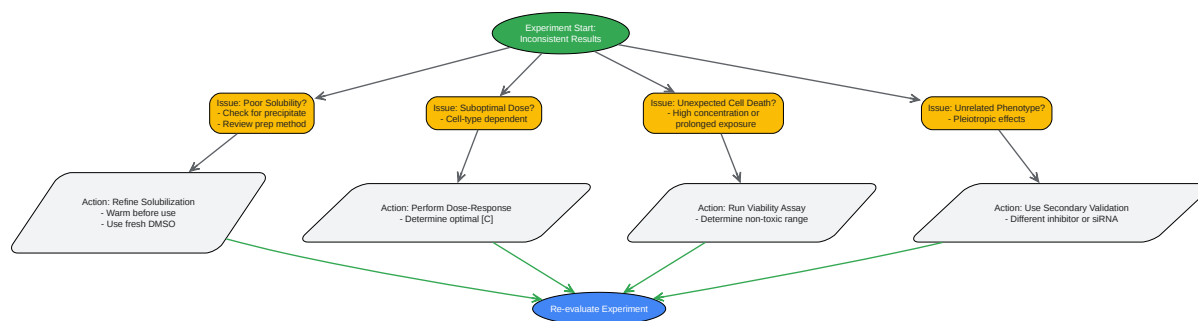 Experiment Start:
Inconsistent Results
Issue: Poor Solubility?
- Check for precipitate
- Review prep method
Issue: Suboptimal Dose?
- Cell-type dependent
Issue: Unexpected Cell Death?
- High concentration or
prolonged exposure
Issue: Unrelated Phenotype?
- Pleiotropic effects
Action: Refine Solubilization
- Warm before use
- Use fresh DMSO
Action: Perform Dose-Response
- Determine optimal [C]
Action: Run Viability Assay
- Determine non-toxic range
Action: Use Secondary Validation
- Different inhibitor or siRNA
Re-evaluate Experiment